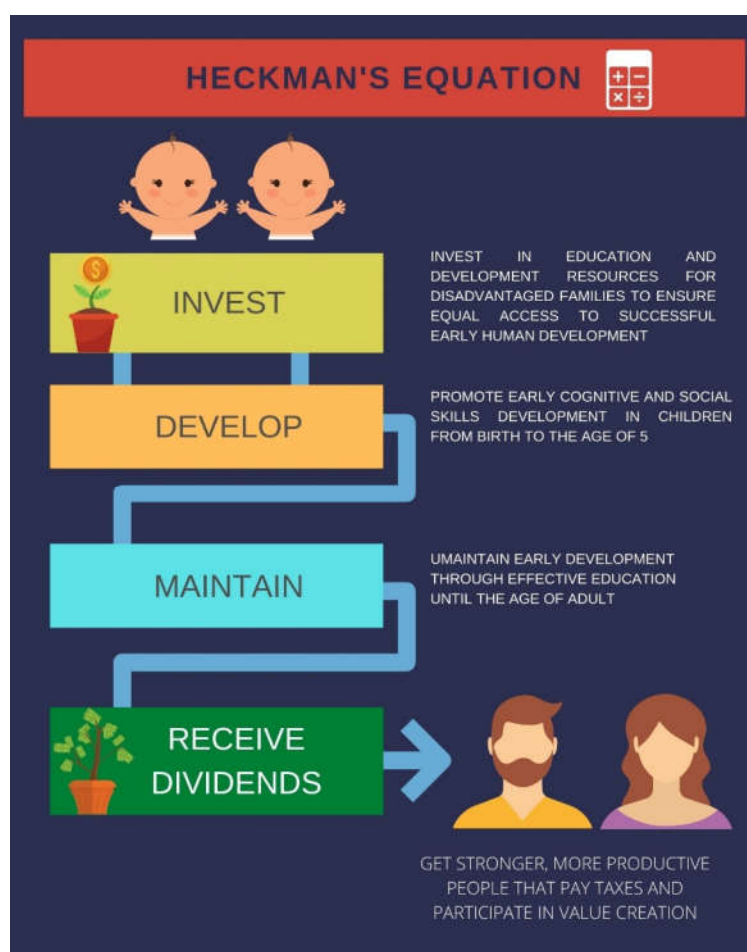 HECKMAN'S EQUATION
INVEST
INVEST IN EDUCATION AND
DEVELOPMENT RESOURCES FOR
DISADVANTAGED FAMILIES TO ENSURE
EQUAL ACCESS TO SUCCESSFUL
EARLY HUMAN DEVELOPMENT
DEVELOP
PROMOTE EARLY COGNITIVE AND SOCIAL
SKILLS DEVELOPMENT IN CHILDREN
FROM BIRTH TO THE AGE OF 5
MAINTAIN
UMAINTAIN EARLY DEVELOPMENT
THROUGH EFFECTIVE EDUCATION
UNTIL THE AGE OF ADULT
RECEIVE
DIVIDENDS
GET STRONGER, MORE PRODUCTIVE
PEOPLE THAT PAY TAXES AND
PARTICIPATE IN VALUE CREATION